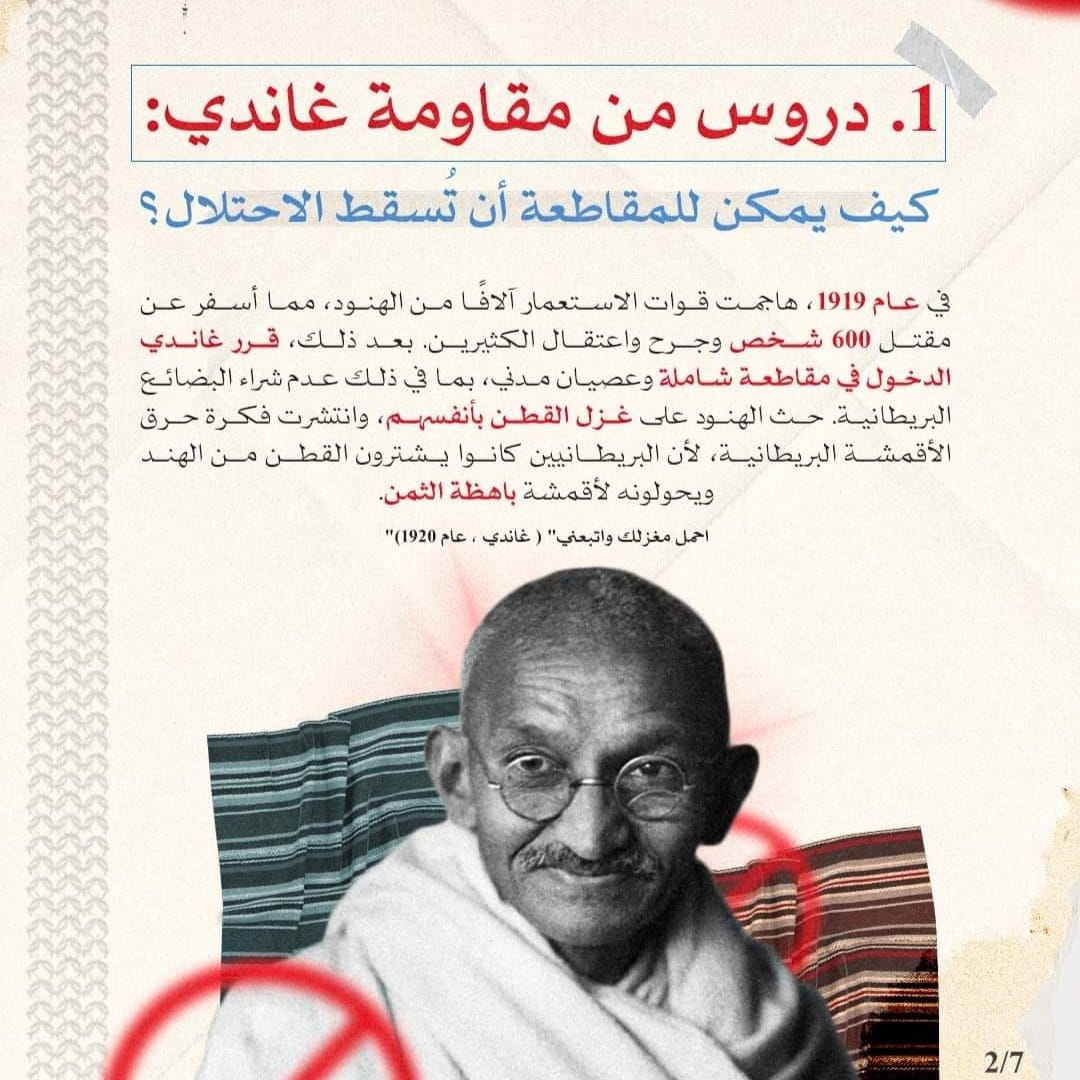 1. دروس من مقاومة غاندي:
كيف يمكن للمقاطعة أن تُسقط الاحتلال؟
في عام 1919، هاجمت قوات الاستعمار آلافًا من الهنود، مما أسفر عن
مقتل 600 شخص وجرح واعتقال الكثيرين. بعد ذلك، قرر غاندي
الدخول في مقاطعة شاملة وعصيان مدني، بما في ذلك عدم شراء البضائع
البريطانية. حث الهنود على غزل القطن بأنفسهم، وانتشرت فكرة حرق
الأقمشة البريطانية، لأن البريطانيين كانوا يشترون القطن من الهند
ويحولونه لأقمشة باهظة الثمن.
احمل مغزلك واتبعني" ( غاندي ، عام 1920)"
2/7